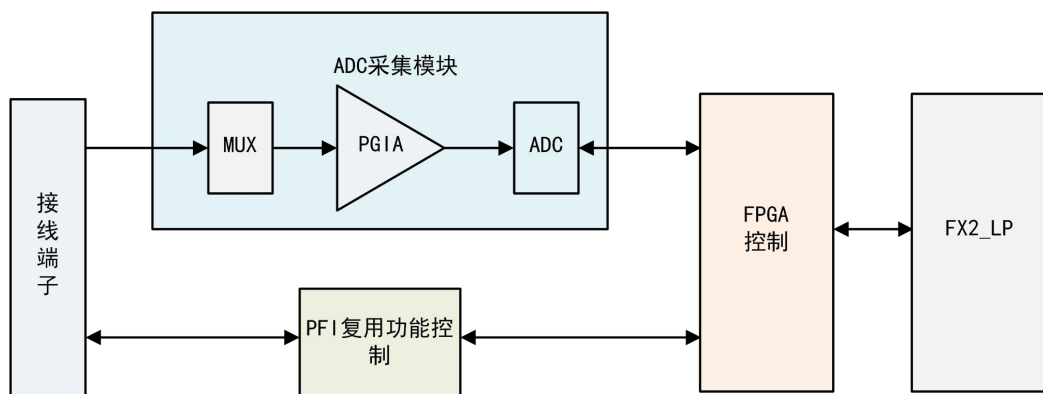 ADC采集模块
MUX
PGIA
ADC
接
线
端
子
FPGA
控制
FX2_LP
PFI复用功能控
制